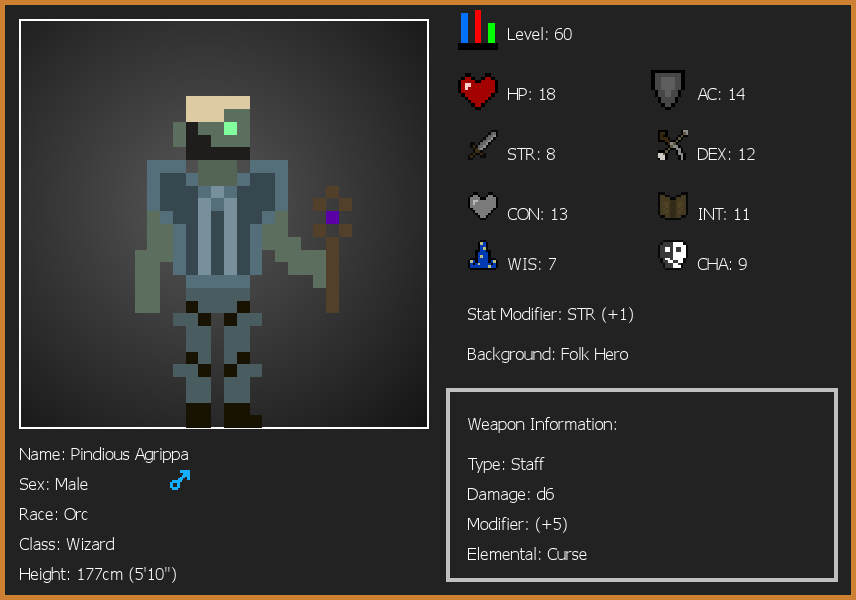 Level: 60
HP: 18
AC: 14
STR: 8
DEX: 12
CON: 13
INT: 11
WIS: 7
CHA: 9
Stat Modifier: STR (+1)
Background: Folk Hero
Weapon Information:
Type: Staff
Damage: d6
Modifier: (+5)
Elemental: Curse
Name: Pindious Agrippa
Sex: Male
Race: Orc
Class: Wizard
Height: 177cm (5'10")